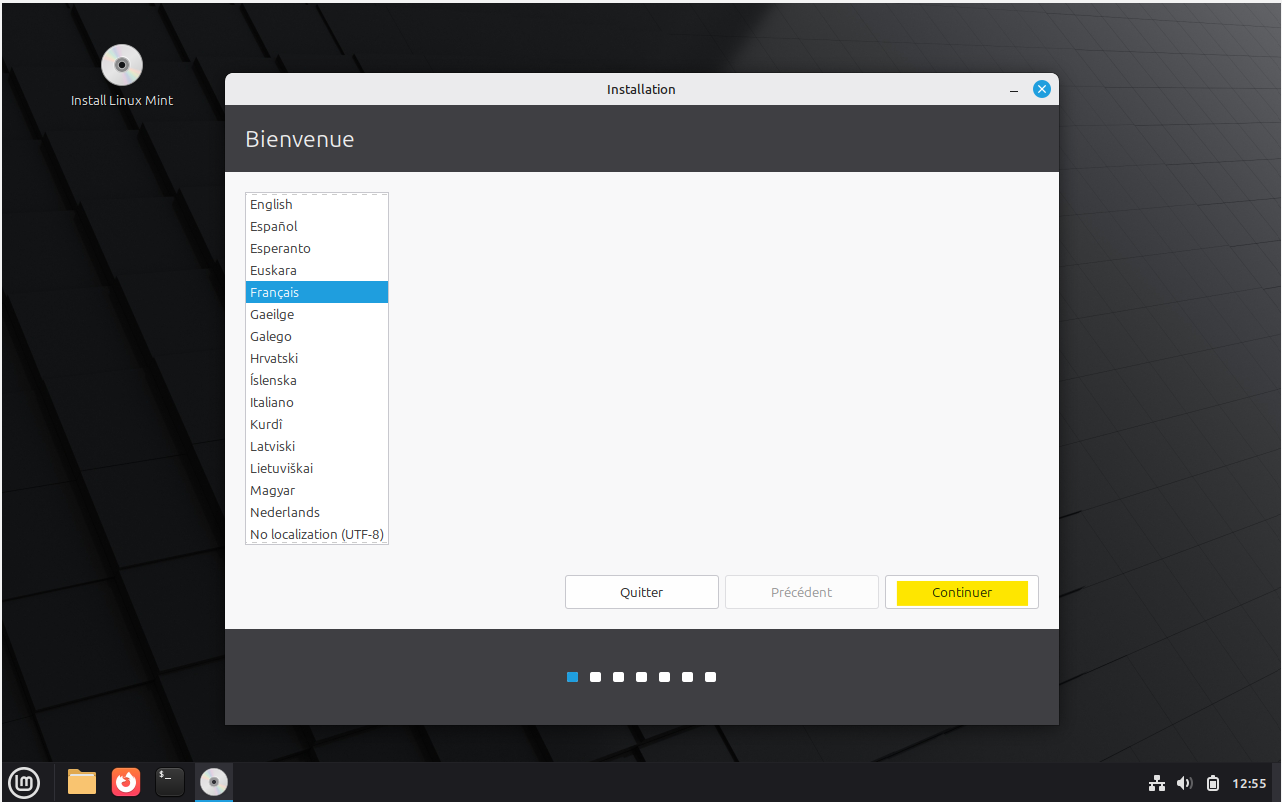 Install Linux Mint
Installation
Bienvenue
English
Español
Esperanto
Euskara
Français
Gaeilge
Galego
Hrvatski
Íslenska
Italiano
Kurdî
Latviski
Lietuviškai
Magyar
Nederlands
No localization (UTF-8)
Quitter
Précédent
Continuer
$_
12:55